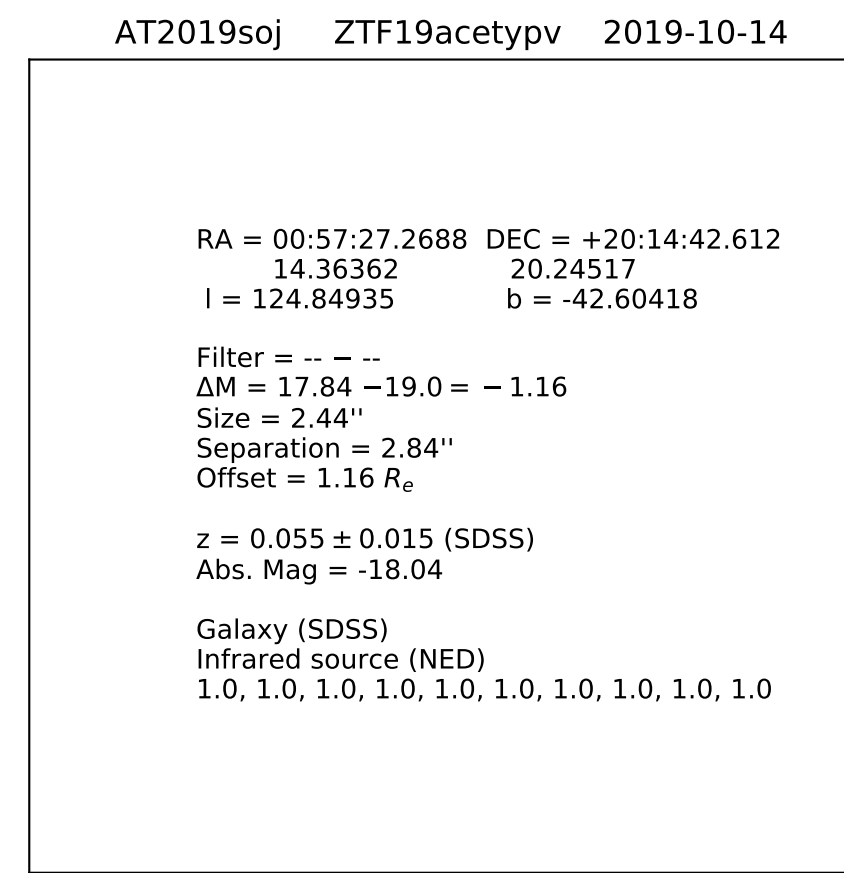 AT2019soj ZTF19acetypv 2019-10-14
RA = 00:57:27.2688 DEC = +20:14:42.612
14.36362 20.24517
l = 124.84935 b = -42.60418
Filter = -- − --
ΔM = 17.84 −19.0 = − 1.16
Size = 2.44''
Separation = 2.84''
Offset = 1.16 Rₑ
z = 0.055 ± 0.015 (SDSS)
Abs. Mag = -18.04
Galaxy (SDSS)
Infrared source (NED)
1.0, 1.0, 1.0, 1.0, 1.0, 1.0, 1.0, 1.0, 1.0, 1.0